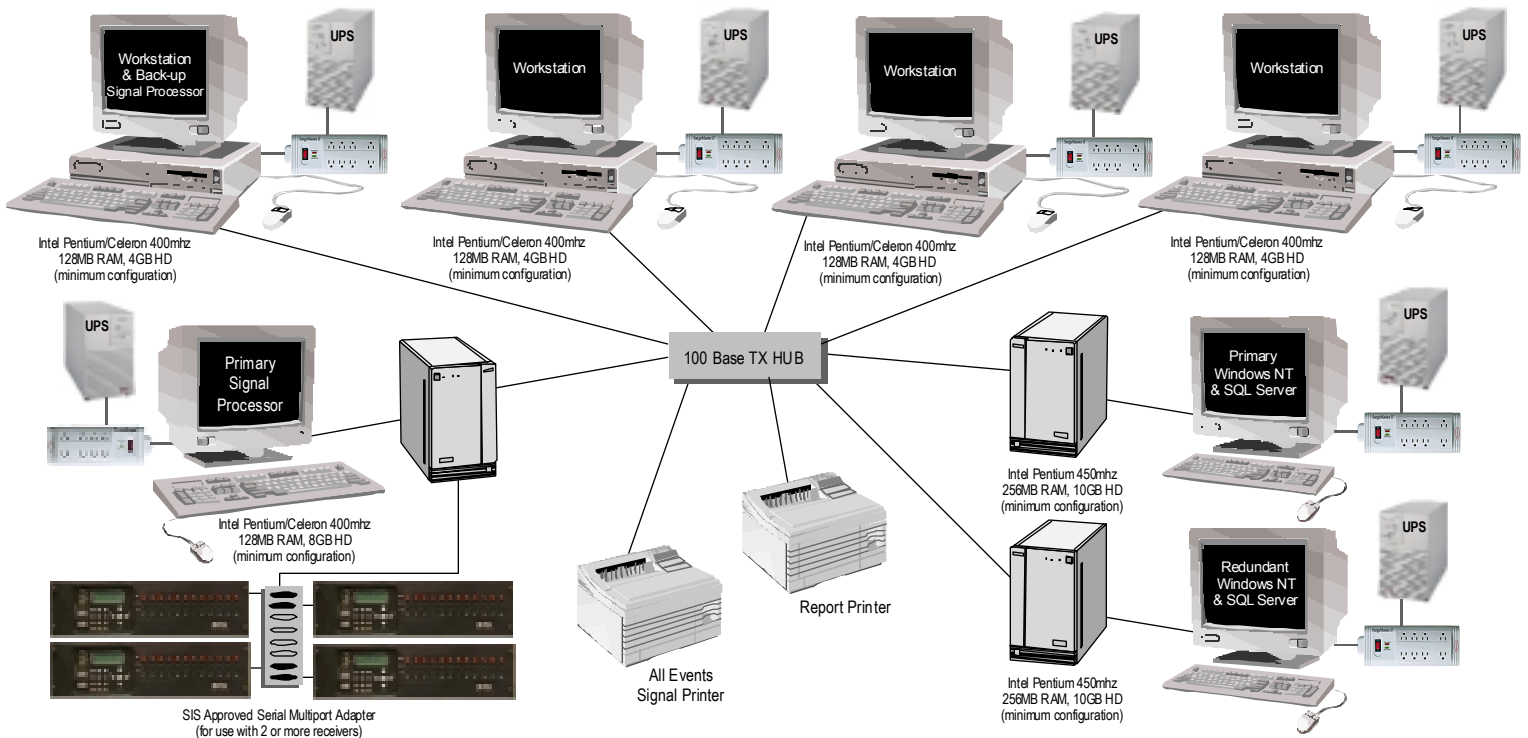 UPS
UPS
UPS
UPS
Workstation
& Back-up
Signal Processor
Workstation
Workstation
Workstation
Intel Pentium/Celeron 400mhz
128MB RAM, 4GB HD
(minimum configuration)
Intel Pentium/Celeron 400mhz
128MB RAM, 4GB HD
(minimum configuration)
Intel Pentium/Celeron 400mhz
128MB RAM, 4GB HD
(minimum configuration)
Intel Pentium/Celeron 400mhz
128MB RAM, 4GB HD
(minimum configuration)
UPS
Primary
Signal
Processor
100 Base TX HUB
Primary
Windows NT
& SQL Server
UPS
Intel Pentium 450mhz
256MB RAM, 10GB HD
(minimum configuration)
Intel Pentium/Celeron 400mhz
128MB RAM, 8GB HD
(minimum configuration)
Report Printer
All Events
Signal Printer
Redundant
Windows NT
& SQL Server
UPS
Intel Pentium 450mhz
256MB RAM, 10GB HD
(minimum configuration)
SIS Approved Serial Multiport Adapter
(for use with 2 or more receivers)